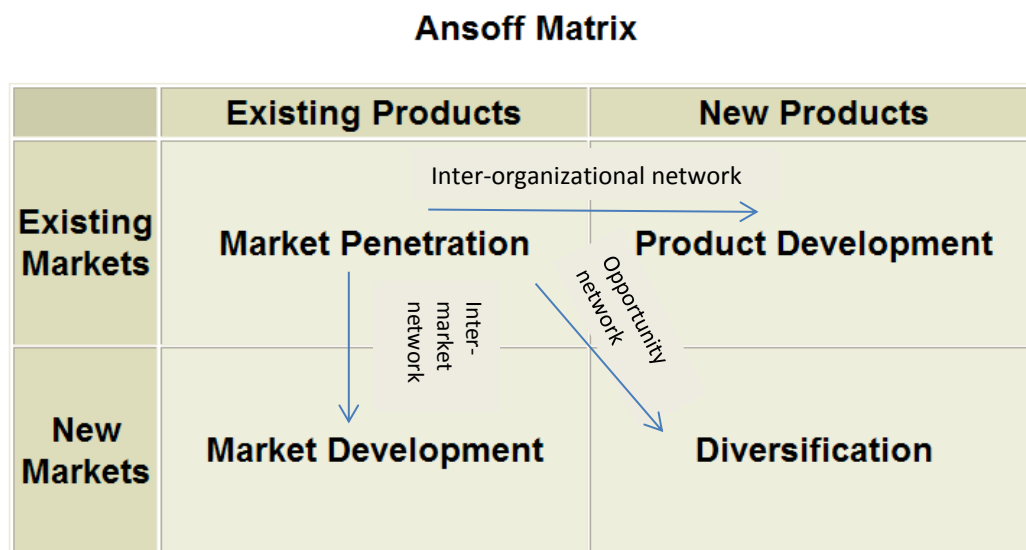 Ansoff Matrix
Existing Products
New Products
Existing
Markets
Inter-organizational network
Market Penetration
Product Development
Inter-
market
network
Opportunity
network
New
Markets
Market Development
Diversification